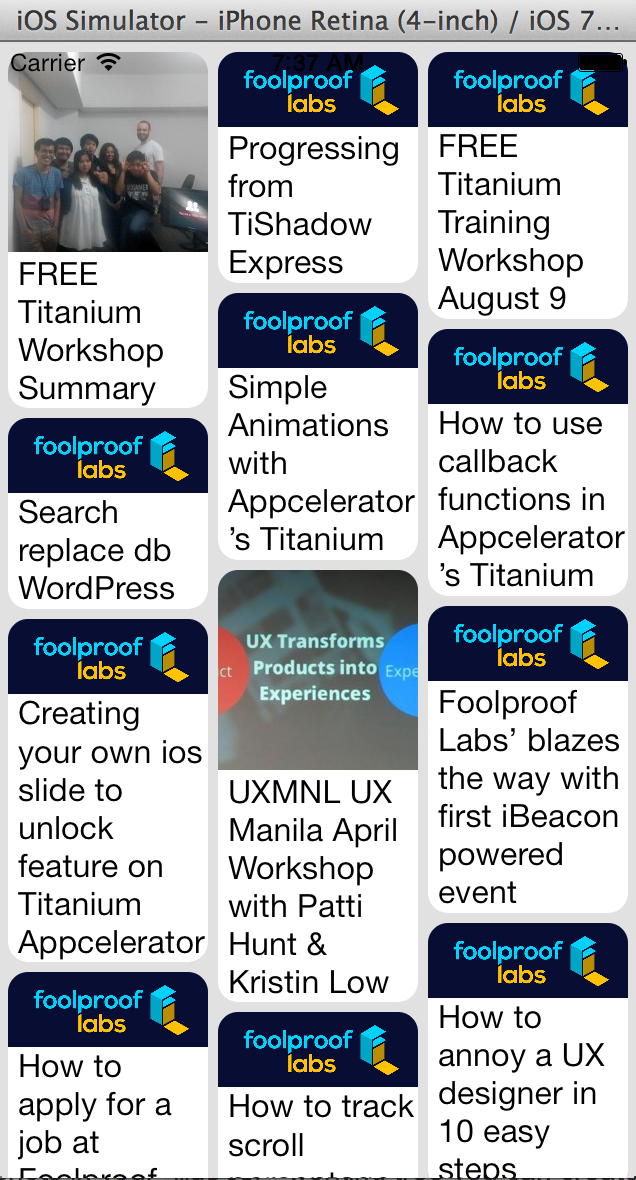 iOS Simulator – iPhone Retina (4-inch) / iOS 7...
Carrier 7:37 AM
FREE
Titanium
Workshop
Summary
foolproof
labs
Search
replace db
WordPress
foolproof
labs
Creating
your own ios
slide to
unlock
feature on
Titanium
Appcelerator
foolproof
labs
How to
apply for a
job at
Foolproof
foolproof
labs
Progressing
from
TiShadow
Express
foolproof
labs
Simple
Animations
with
Appcelerator
’s Titanium
UX Transforms
ct Products into Expe
Experiences
UXMNL UX
Manila April
Workshop
with Patti
Hunt &
Kristin Low
foolproof
labs
How to track
scroll
foolproof
labs
FREE
Titanium
Training
Workshop
August 9
foolproof
labs
How to use
callback
functions in
Appcelerator
’s Titanium
foolproof
labs
Foolproof
Labs’ blazes
the way with
first iBeacon
powered
event
foolproof
labs
How to
annoy a UX
designer in
10 easy
steps